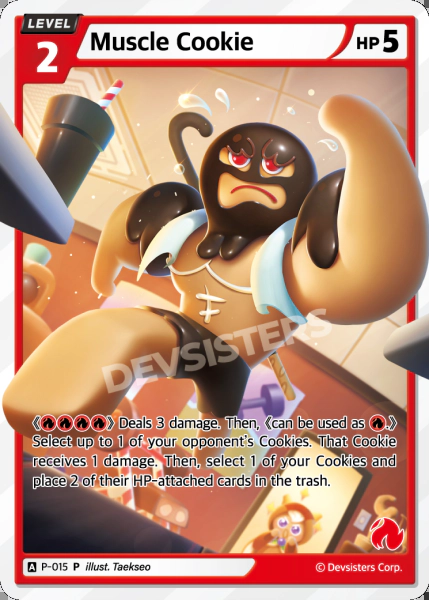 LEVEL
2
Muscle Cookie
HP 5
DEVSISTERS
《》 Deals 3 damage. Then, 《can be used as .》
Select up to 1 of your opponent's Cookies. That Cookie
receives 1 damage. Then, select 1 of your Cookies and
place 2 of their HP-attached cards in the trash.
A P-015 P illust. Taekseo
© Devsisters Corp.